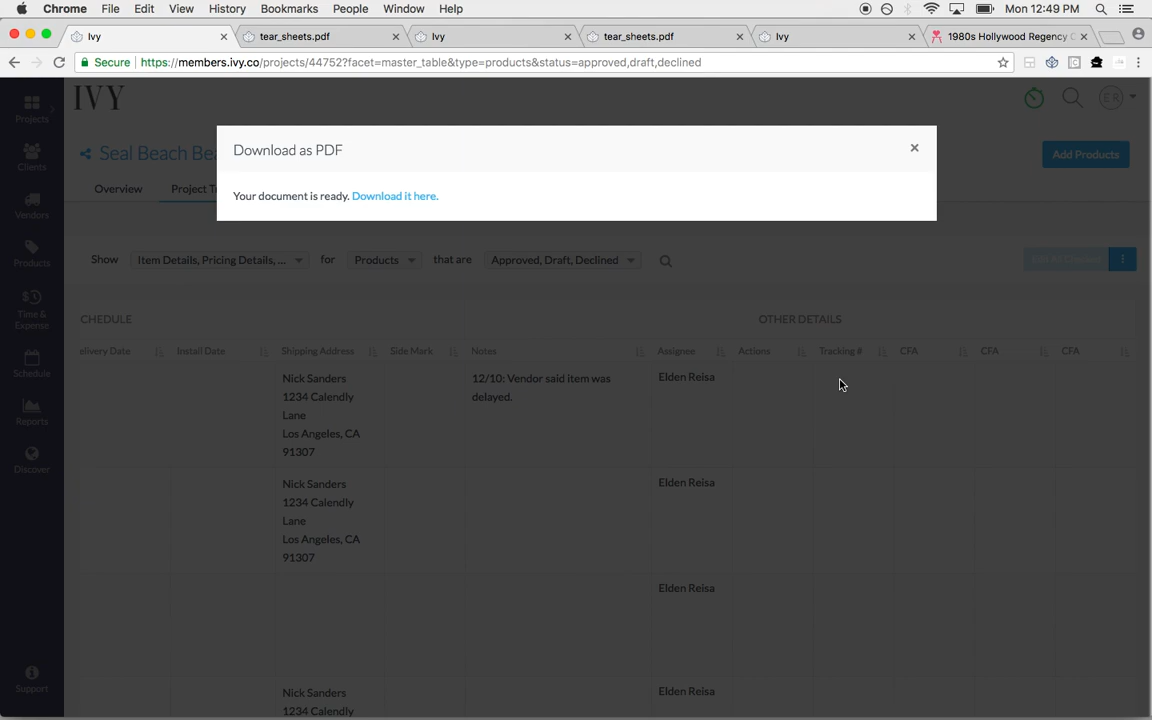 Chrome File Edit View History Bookmarks People Window Help Mon 12:49 PM
Ivy tear_sheets.pdf Ivy tear_sheets.pdf Ivy 1980s Hollywood Regency
Secure https://members.ivy.co/projects/44752?facet=master_table&type=products&status=approved,draft,declined
IVY ER
Projects
Clients
Vendors
Products
Time &
Expense
Schedule
Reports
Discover
Support
Download as PDF
Your document is ready. Download it here.
Seal Beach Add Products
Overview Project
Show Item Details, Pricing Details, ... for Products that are Approved, Draft, Declined
CHEDULE OTHER DETAILS
elivery Date Install Date Shipping Address Side Mark Notes Assignee Actions Tracking # CFA CFA CFA
Nick Sanders
1234 Calendly
Lane
Los Angeles, CA
91307
12/10: Vendor said item was
delayed.
Elden Reisa
Nick Sanders
1234 Calendly
Lane
Los Angeles, CA
91307
Elden Reisa
Elden Reisa
Nick Sanders
1234 Calendly
Elden Reisa